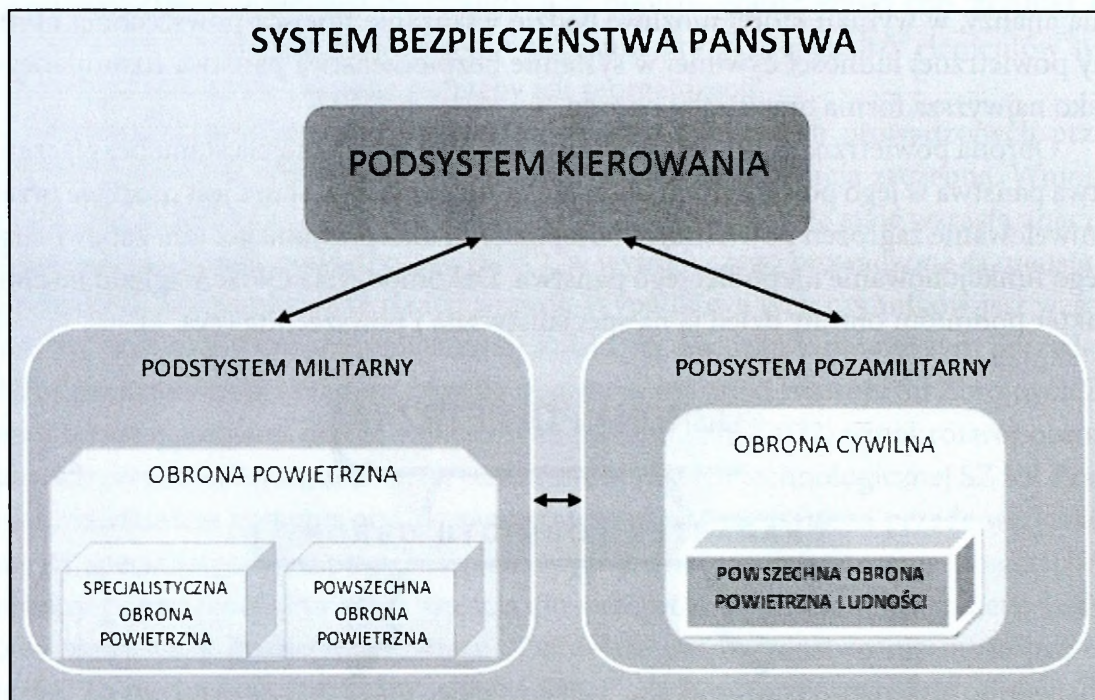 SYSTEM BEZPIECZEŃSTWA PAŃSTWA
PODSYSTEM KIEROWANIA
PODSTYSTEM MILITARNY
OBRONA POWIETRZNA
SPECJALISTYCZNA
OBRONA
POWIETRZNA
POWSZECHNA
OBRONA
POWIETRZNA
PODSYSTEM POZAMILITARNY
OBRONA CYWILNA
POWSZECHNA OBRONA
POWIETRZNA LUDNOŚCI